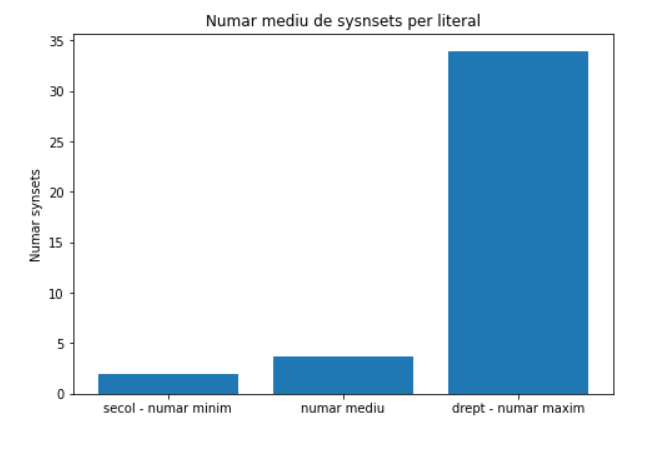 Numar mediu de sysnsets per literal
35
30
25
20
15
10
5
0
Numar synsets
secol - numar minim
numar mediu
drept - numar maxim